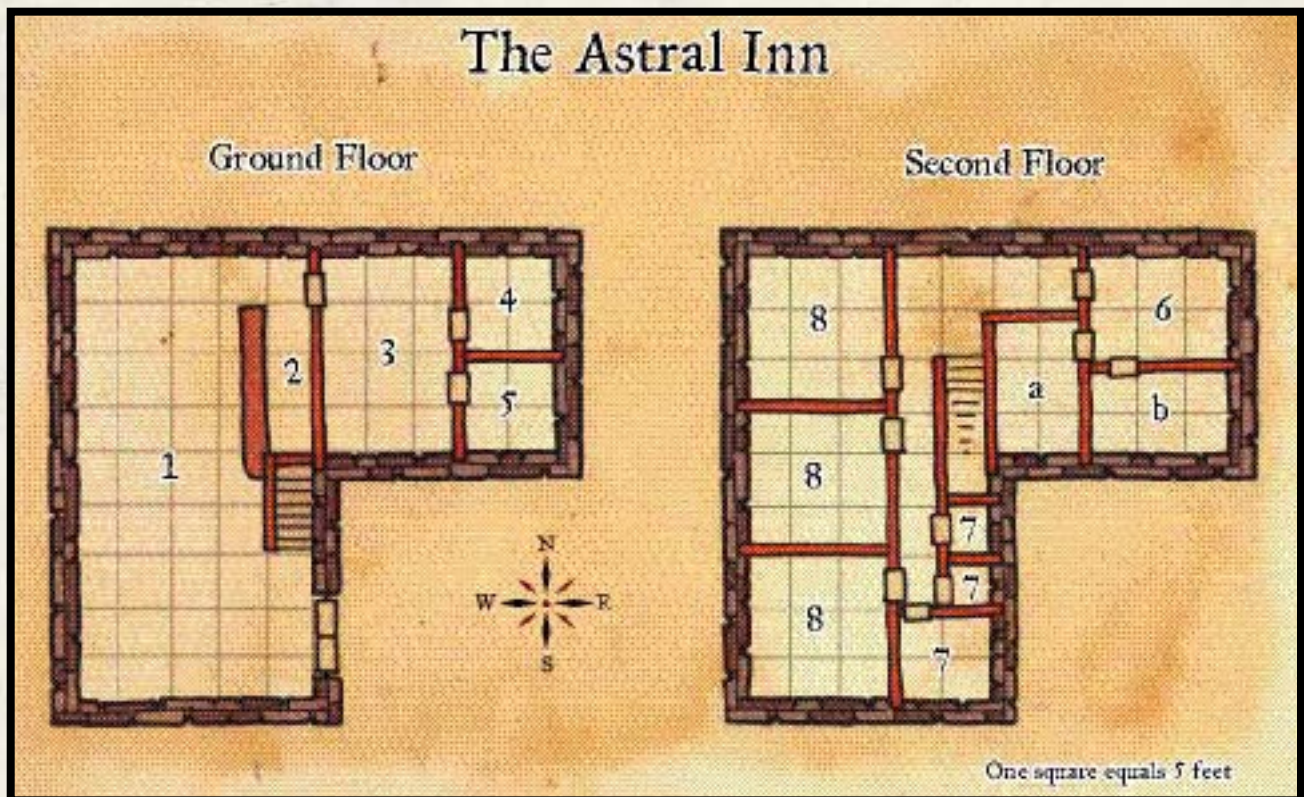 The Astral Inn
Ground Floor
Second Floor
1
2
3
4
5
8
8
8
a
6
b
7
7
7
N
W
E
S
One square equals 5 feet